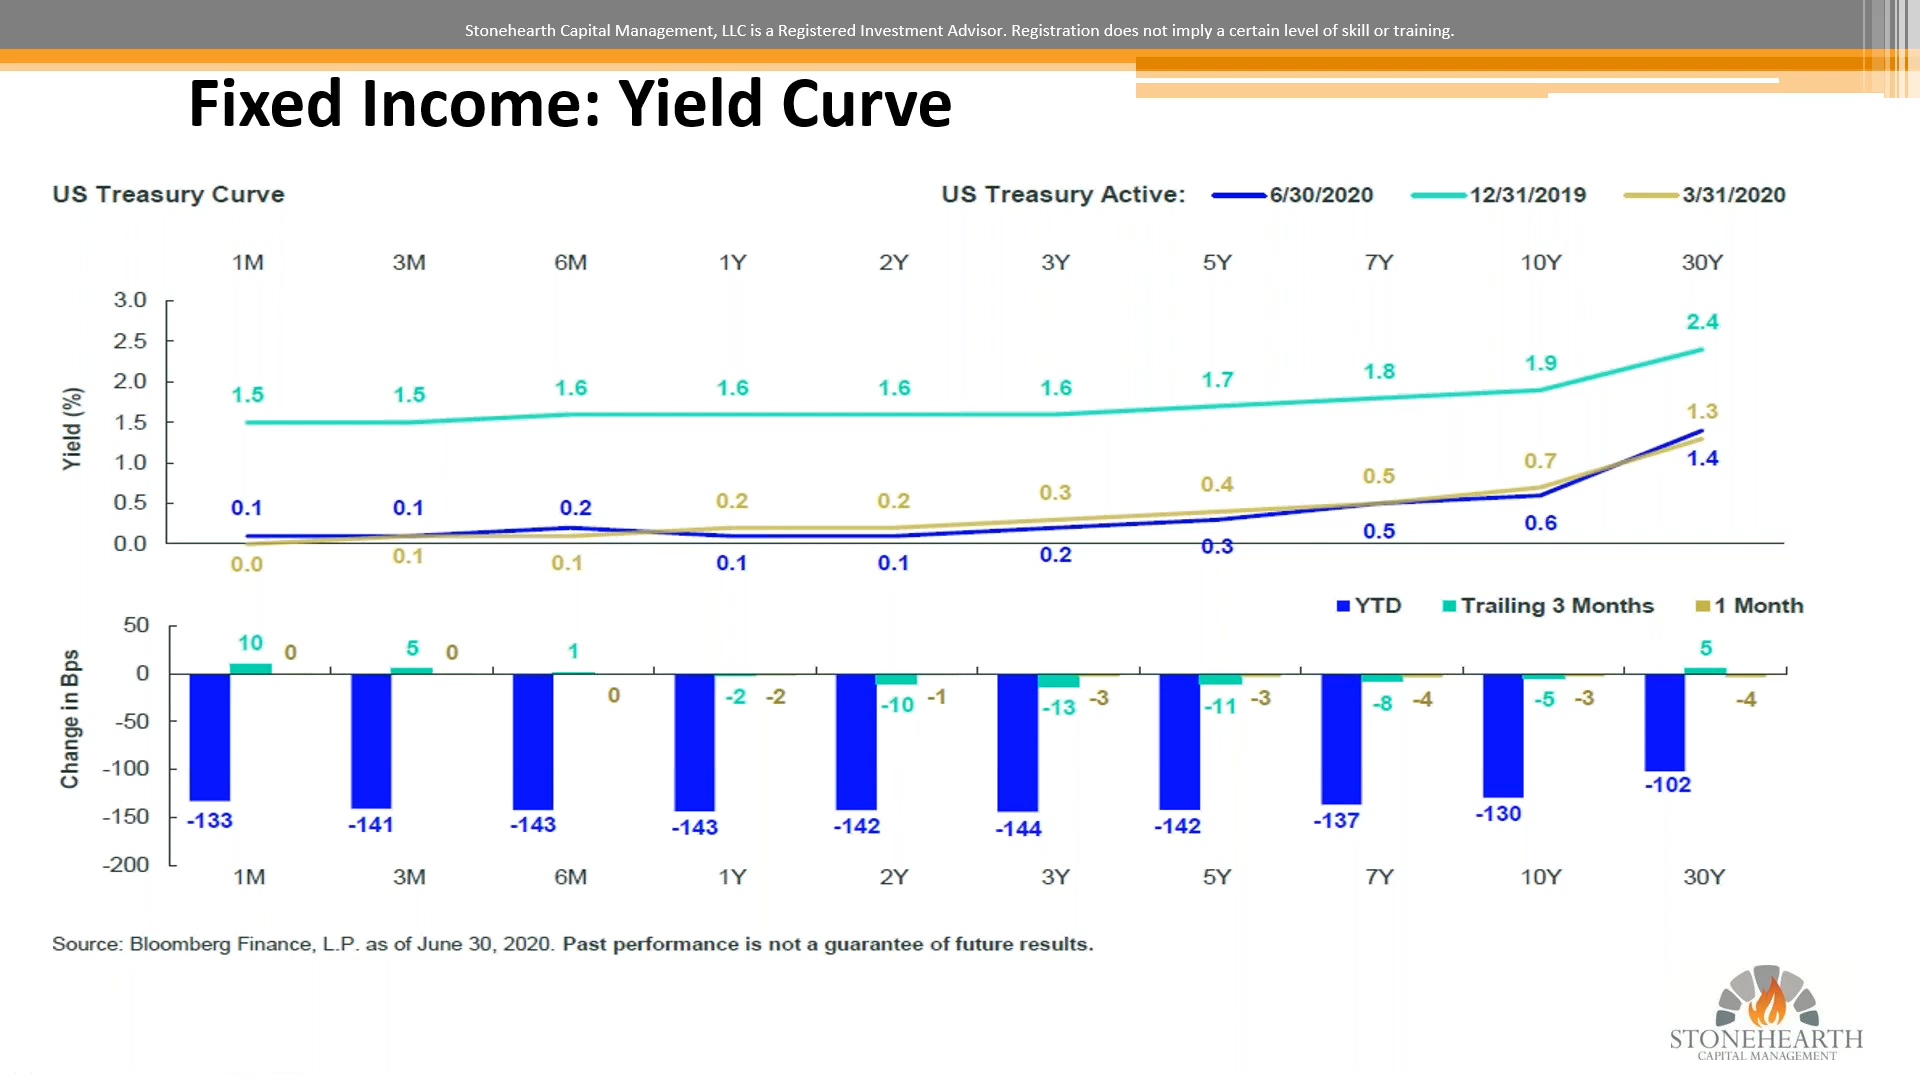 Stonehearth Capital Management, LLC is a Registered Investment Advisor. Registration does not imply a certain level of skill or training.
Fixed Income: Yield Curve
US Treasury Curve
US Treasury Active: 6/30/2020 12/31/2019 3/31/2020
1M 3M 6M 1Y 2Y 3Y 5Y 7Y 10Y 30Y
Yield (%)
3.0
2.5
2.0
1.5
1.0
0.5
0.0
1.5 1.5 1.6 1.6 1.6 1.6 1.7 1.8 1.9 2.4
0.1 0.1 0.2 0.2 0.2 0.3 0.4 0.5 0.7 1.3
0.0 0.1 0.1 0.1 0.1 0.2 0.3 0.5 0.6 1.4
YTD Trailing 3 Months 1 Month
Change in Bps
50
0
-50
-100
-150
-200
10 0 5 0 1 0 -2 -2 -10 -1 -13 -3 -11 -3 -8 -4 -5 -3 5 -4
-133 -141 -143 -143 -142 -144 -142 -137 -130 -102
1M 3M 6M 1Y 2Y 3Y 5Y 7Y 10Y 30Y
Source: Bloomberg Finance, L.P. as of June 30, 2020. Past performance is not a guarantee of future results.
STONEHEARTH
CAPITAL MANAGEMENT